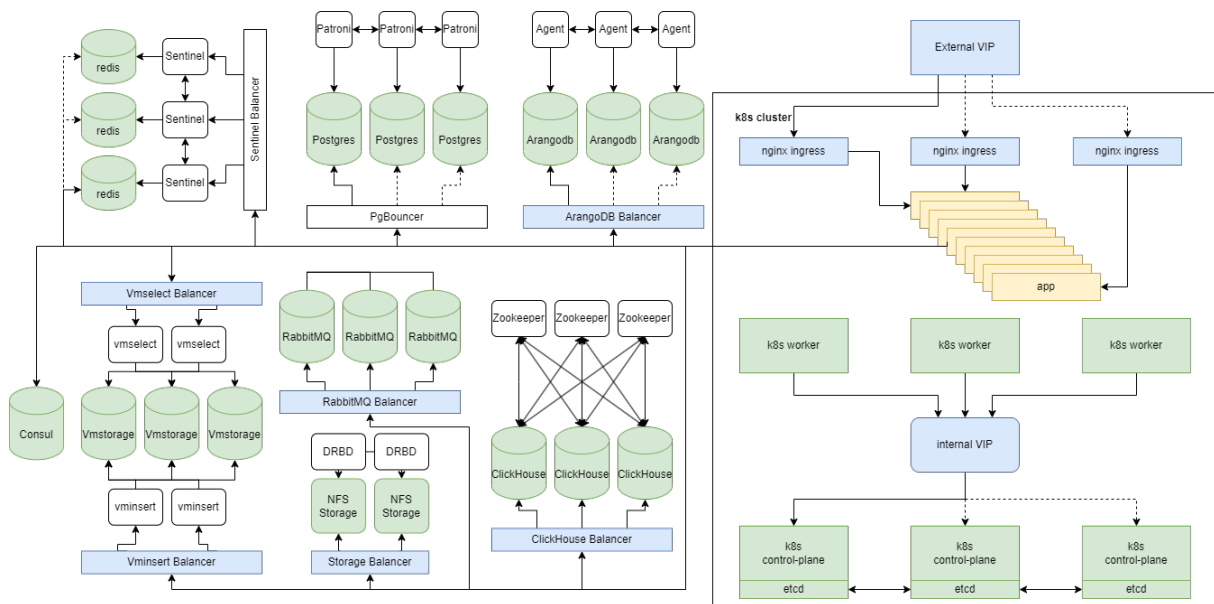 Patroni
Patroni
Patroni
Agent
Agent
Agent
External VIP
redis
Sentinel
redis
Sentinel
redis
Sentinel
Sentinel Balancer
Postgres
Postgres
Postgres
Arangodb
Arangodb
Arangodb
PgBouncer
ArangoDB Balancer
k8s cluster
nginx ingress
nginx ingress
nginx ingress
app
Vmselect Balancer
vmselect
vmselect
Consul
Vmstorage
Vmstorage
Vmstorage
vminsert
vminsert
Vminsert Balancer
RabbitMQ
RabbitMQ
RabbitMQ
RabbitMQ Balancer
DRBD
DRBD
NFS
Storage
NFS
Storage
Storage Balancer
Zookeeper
Zookeeper
Zookeeper
ClickHouse
ClickHouse
ClickHouse
ClickHouse Balancer
k8s worker
k8s worker
k8s worker
internal VIP
k8s
control-plane
etcd
k8s
control-plane
etcd
k8s
control-plane
etcd